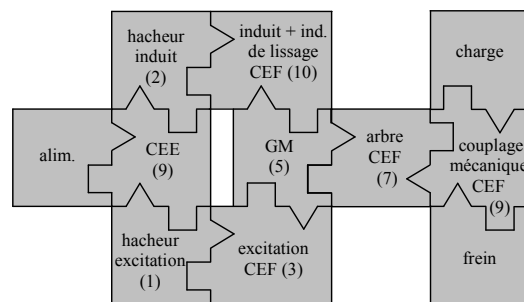 hacheur
induit
(2)
induit + ind.
de lissage
CEF (10)
charge
alim.
CEE
(9)
GM
(5)
arbre
CEF
(7)
couplage
mécanique
CEF
(9)
hacheur
excitation
(1)
excitation
CEF (3)
frein